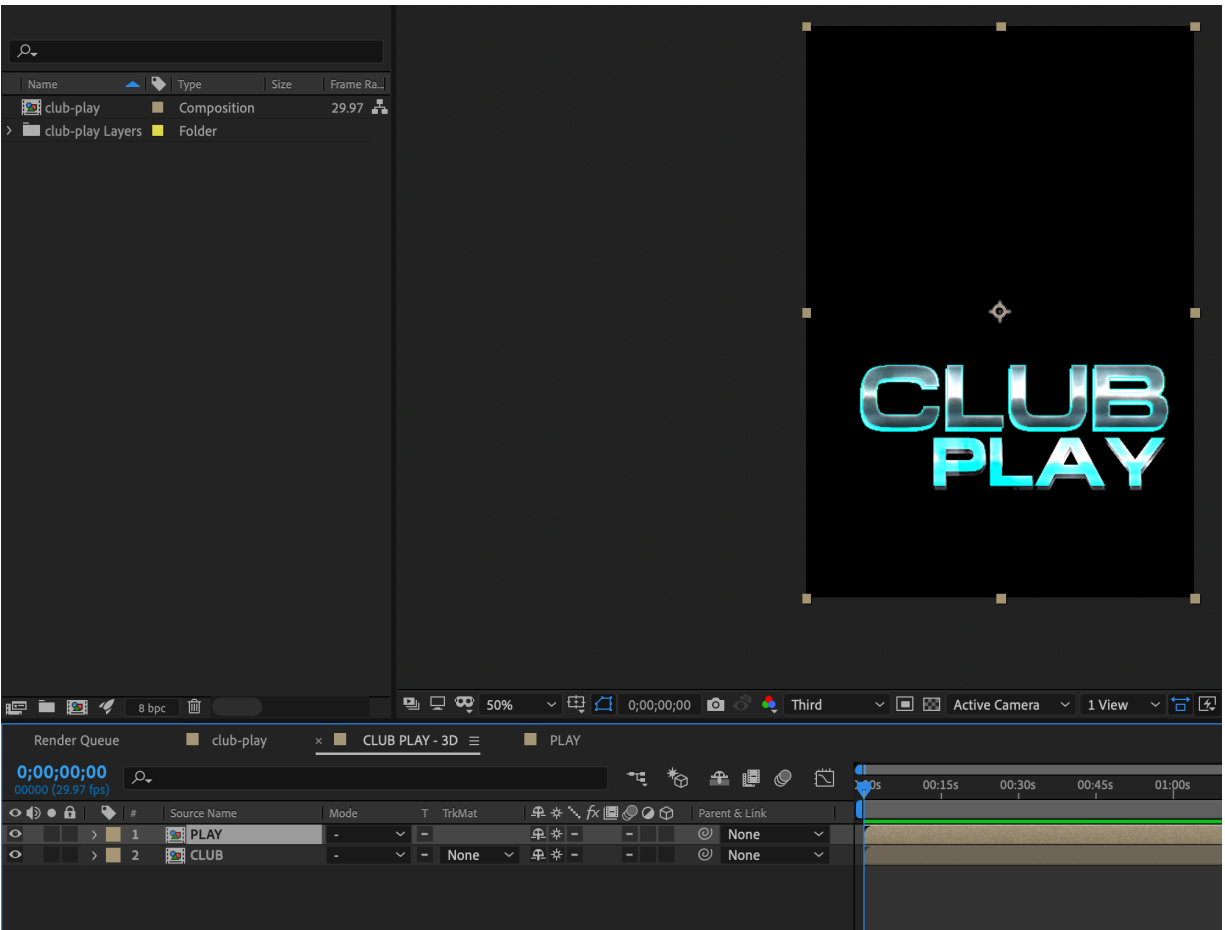 Name Type Size Frame Ra...
club-play Composition 29.97
club-play Layers Folder
CLUB
PLAY
8 bpc
50% 0;00;00;00 Third Active Camera 1 View
Render Queue club-play × CLUB PLAY - 3D PLAY
0;00;00;00
00000 (29.97 fps)
00:15s 00:30s 00:45s 01:00s
# Source Name Mode T TrkMat fx Parent & Link
1 PLAY - None
2 CLUB - None None